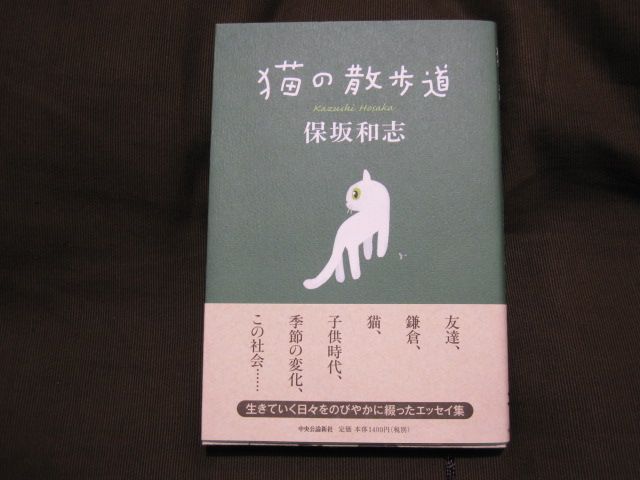 猫の散歩道
Kazushi Hosaka
保坂和志
友達、
鎌倉、
猫、
子供時代、
季節の変化、
この社会……
生きていく日々をのびやかに綴ったエッセイ集
中央公論新社 定価 本体1400円(税別)